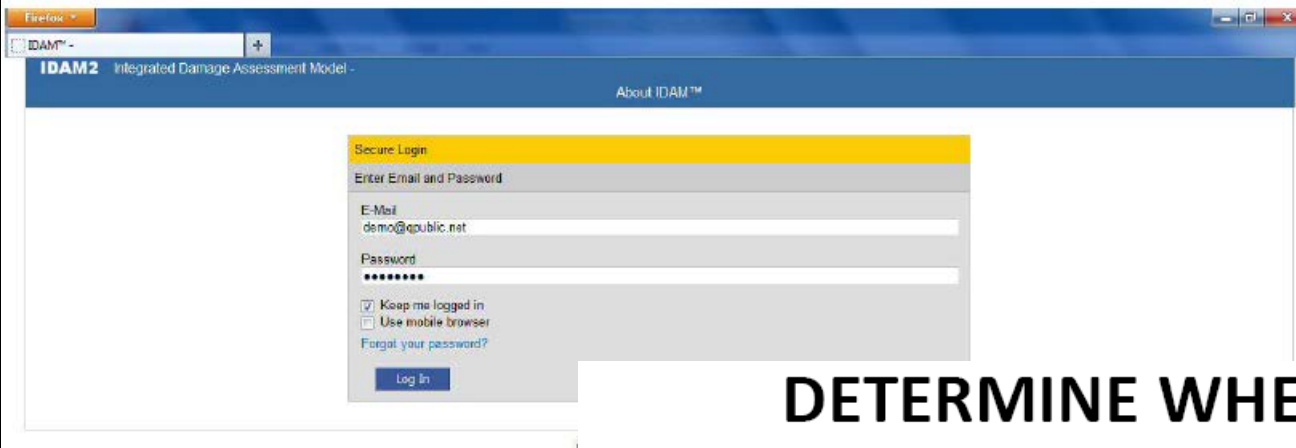 Firefox
IDAM™ -
IDAM2 Integrated Damage Assessment Model -
About IDAM™
Secure Login
Enter Email and Password
E-Mail
demo@qpublic.net
Password
Keep me logged in
Use mobile browser
Forgot your password?
Log In
DETERMINE WHE